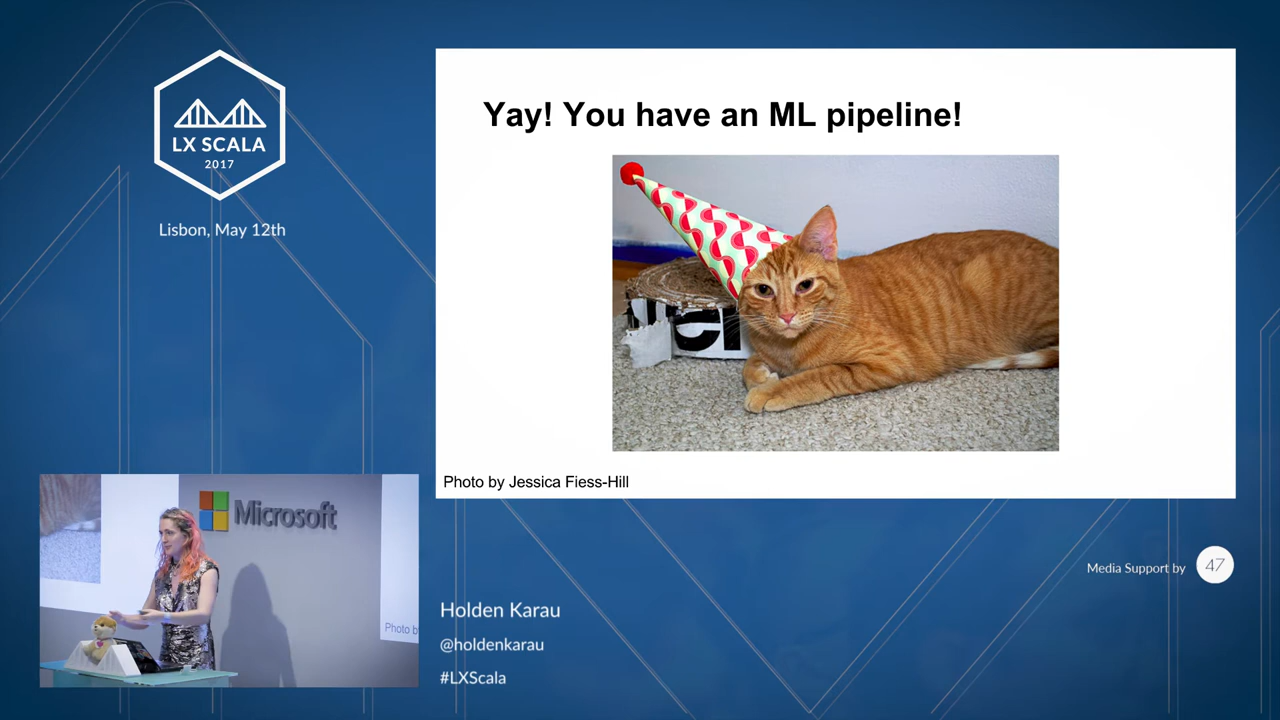 LX SCALA
2017
Lisbon, May 12th
Yay! You have an ML pipeline!
Photo by Jessica Fiess-Hill
Microsoft
Photo b
Media Support by
47
Holden Karau
@holdenkarau
#LXScala